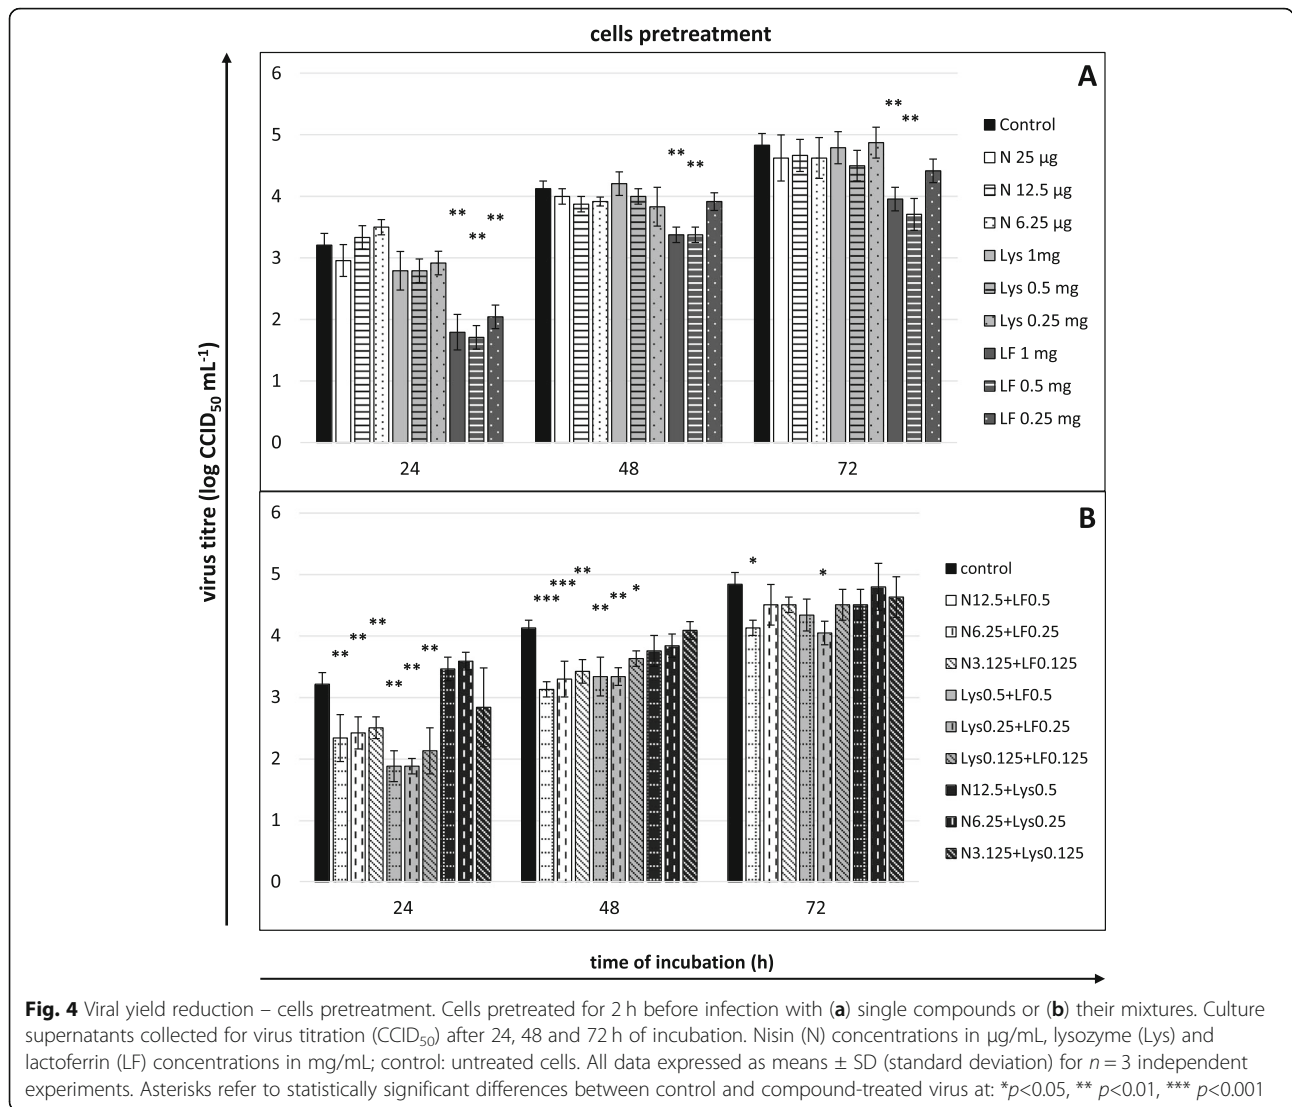 cells pretreatment
virus titre (log CCID50 mL-1)
A
6
5
4
3
2
1
0
**
**
**
**
**
**
**
24
48
72
Control
N 25 µg
N 12.5 µg
N 6.25 µg
Lys 1mg
Lys 0.5 mg
Lys 0.25 mg
LF 1 mg
LF 0.5 mg
LF 0.25 mg
B
6
5
4
3
2
1
0
**
**
**
**
**
**
***
***
**
**
**
*
*
*
24
48
72
control
N12.5+LF0.5
N6.25+LF0.25
N3.125+LF0.125
Lys0.5+LF0.5
Lys0.25+LF0.25
Lys0.125+LF0.125
N12.5+Lys0.5
N6.25+Lys0.25
N3.125+Lys0.125
time of incubation (h)
Fig. 4 Viral yield reduction – cells pretreatment. Cells pretreated for 2 h before infection with (a) single compounds or (b) their mixtures. Culture
supernatants collected for virus titration (CCID50) after 24, 48 and 72 h of incubation. Nisin (N) concentrations in µg/mL, lysozyme (Lys) and
lactoferrin (LF) concentrations in mg/mL; control: untreated cells. All data expressed as means ± SD (standard deviation) for n = 3 independent
experiments. Asterisks refer to statistically significant differences between control and compound-treated virus at: *p<0.05, ** p<0.01, *** p<0.001